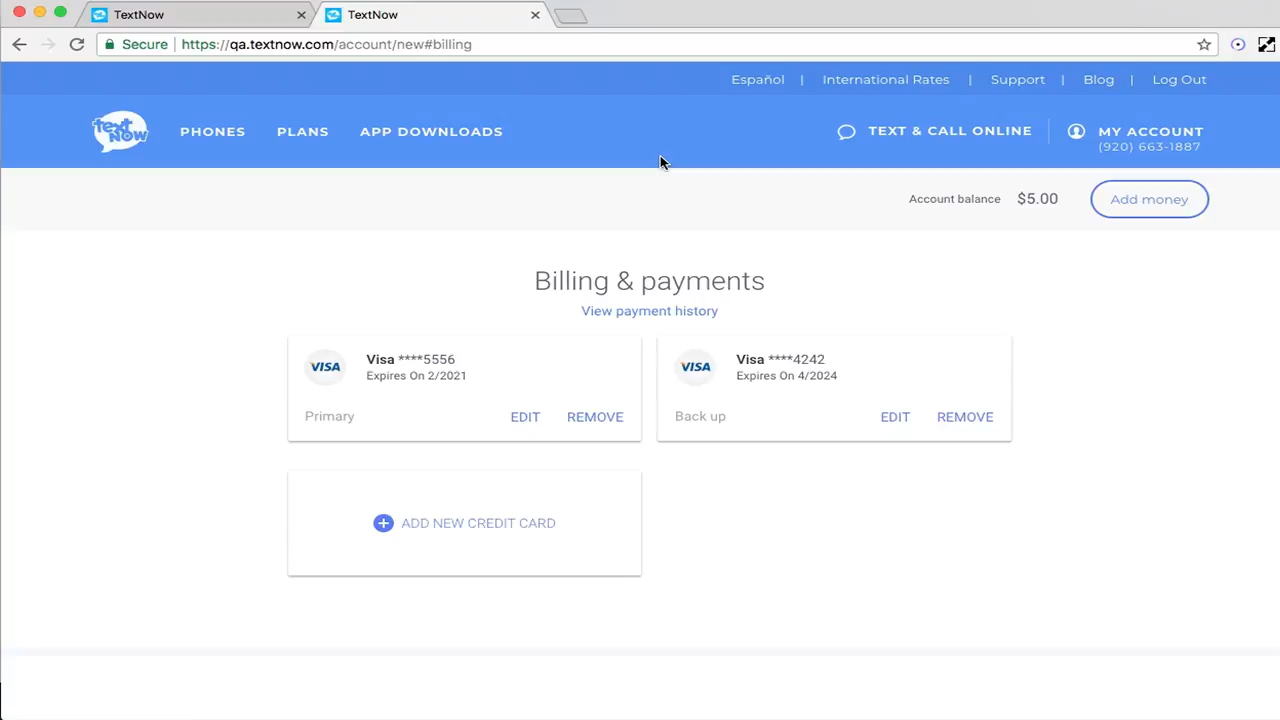 TextNow
TextNow
Secure https://qa.textnow.com/account/new#billing
Español | International Rates | Support | Blog | Log Out
text now
PHONES PLANS APP DOWNLOADS TEXT & CALL ONLINE MY ACCOUNT
(920) 663-1887
Account balance $5.00 Add money
Billing & payments
View payment history
VISA Visa ****5556
Expires On 2/2021
Primary EDIT REMOVE
VISA Visa ****4242
Expires On 4/2024
Back up EDIT REMOVE
ADD NEW CREDIT CARD